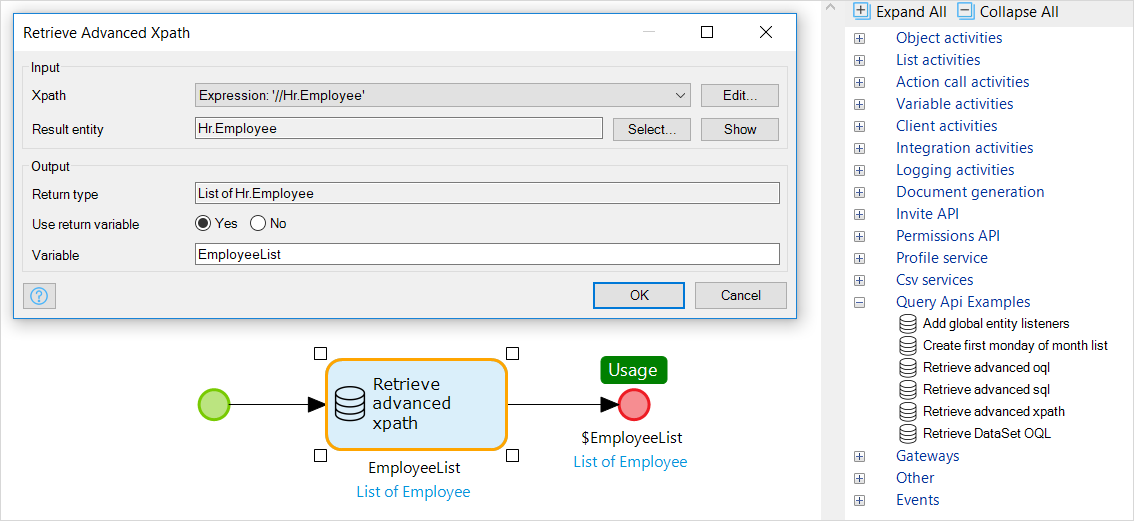 Retrieve Advanced Xpath
Input
Xpath
Expression: '//Hr.Employee'
Edit...
Result entity
Hr.Employee
Select...
Show
Output
Return type
List of Hr.Employee
Use return variable
Yes
No
Variable
EmployeeList
?
OK
Cancel
Retrieve
advanced
xpath
EmployeeList
List of Employee
Usage
$EmployeeList
List of Employee
Expand All
Collapse All
Object activities
List activities
Action call activities
Variable activities
Client activities
Integration activities
Logging activities
Document generation
Invite API
Permissions API
Profile service
Csv services
Query Api Examples
Add global entity listeners
Create first monday of month list
Retrieve advanced oql
Retrieve advanced sql
Retrieve advanced xpath
Retrieve DataSet OQL
Gateways
Other
Events